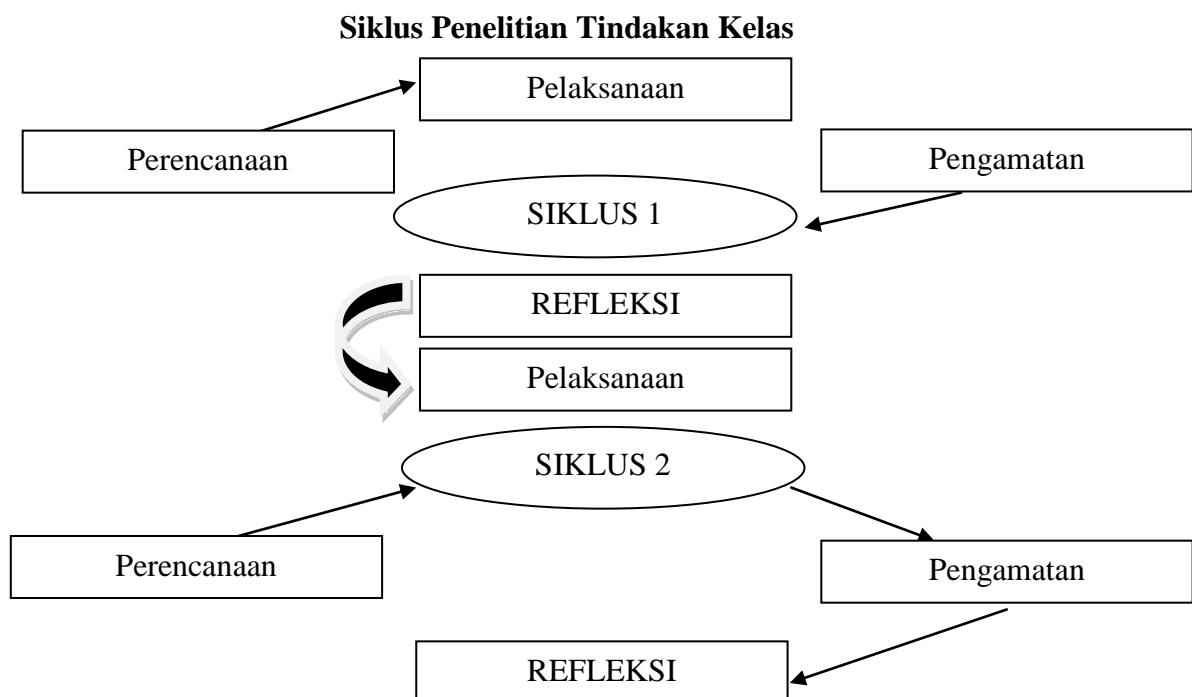 Siklus Penelitian Tindakan Kelas
Pelaksanaan
Perencanaan
Pengamatan
SIKLUS 1
REFLEKSI
Pelaksanaan
SIKLUS 2
Perencanaan
Pengamatan
REFLEKSI